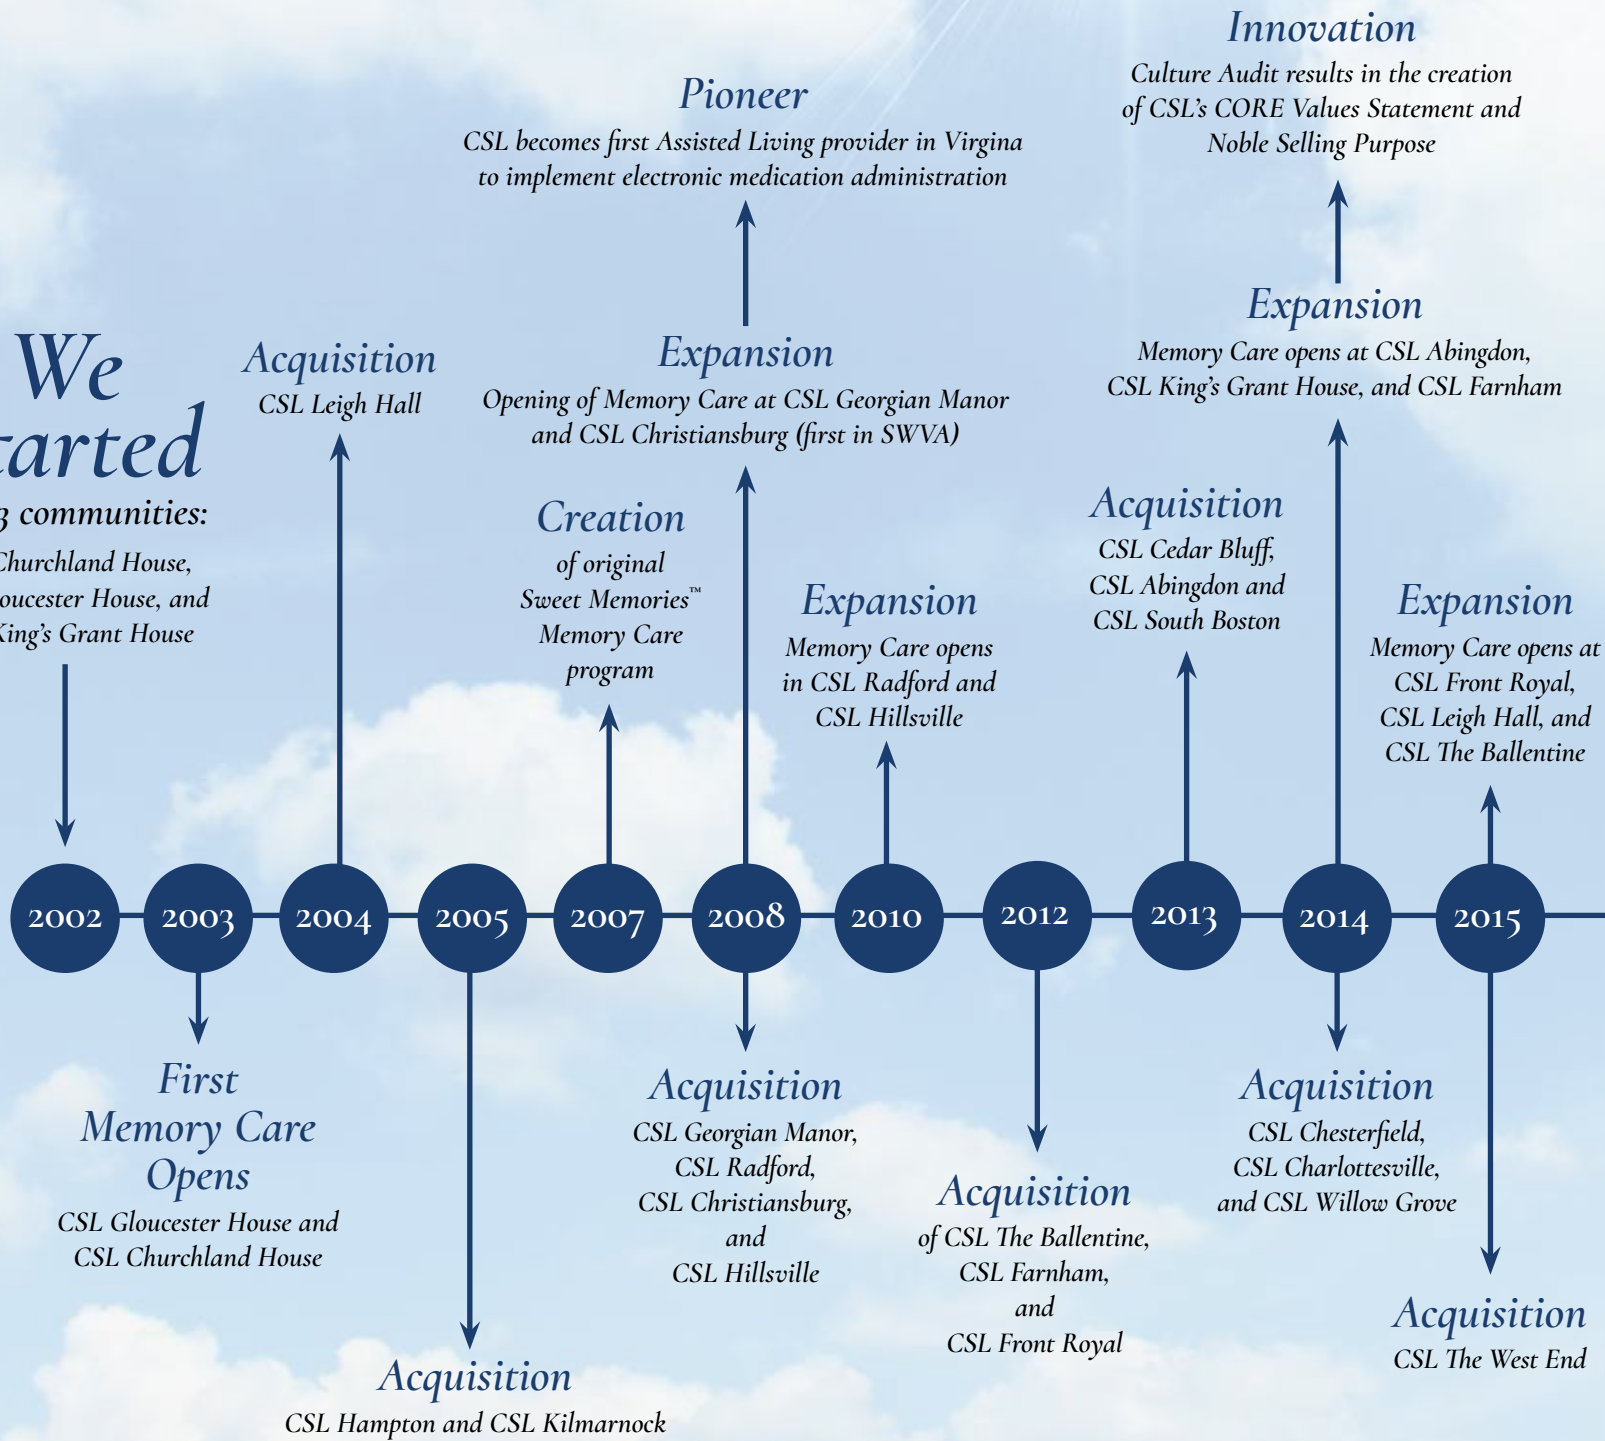 Innovation
Culture Audit results in the creation
of CSL's CORE Values Statement and
Noble Selling Purpose
Pioneer
CSL becomes first Assisted Living provider in Virgina
to implement electronic medication administration
Expansion
Memory Care opens at CSL Abingdon,
CSL King's Grant House, and CSL Farnham
We
tarted
3 communities:
Churchland House,
oucester House, and
King's Grant House
Acquisition
CSL Leigh Hall
Expansion
Opening of Memory Care at CSL Georgian Manor
and CSL Christiansburg (first in SWVA)
Creation
of original
Sweet Memories™
Memory Care
program
Expansion
Memory Care opens
in CSL Radford and
CSL Hillsville
Acquisition
CSL Cedar Bluff,
CSL Abingdon and
CSL South Boston
Expansion
Memory Care opens at
CSL Front Royal,
CSL Leigh Hall, and
CSL The Ballentine
2002 2003 2004 2005 2007 2008 2010 2012 2013 2014 2015
First
Memory Care
Opens
CSL Gloucester House and
CSL Churchland House
Acquisition
CSL Hampton and CSL Kilmarnock
Acquisition
CSL Georgian Manor,
CSL Radford,
CSL Christiansburg,
and
CSL Hillsville
Acquisition
of CSL The Ballentine,
CSL Farnham,
and
CSL Front Royal
Acquisition
CSL Chesterfield,
CSL Charlottesville,
and CSL Willow Grove
Acquisition
CSL The West End